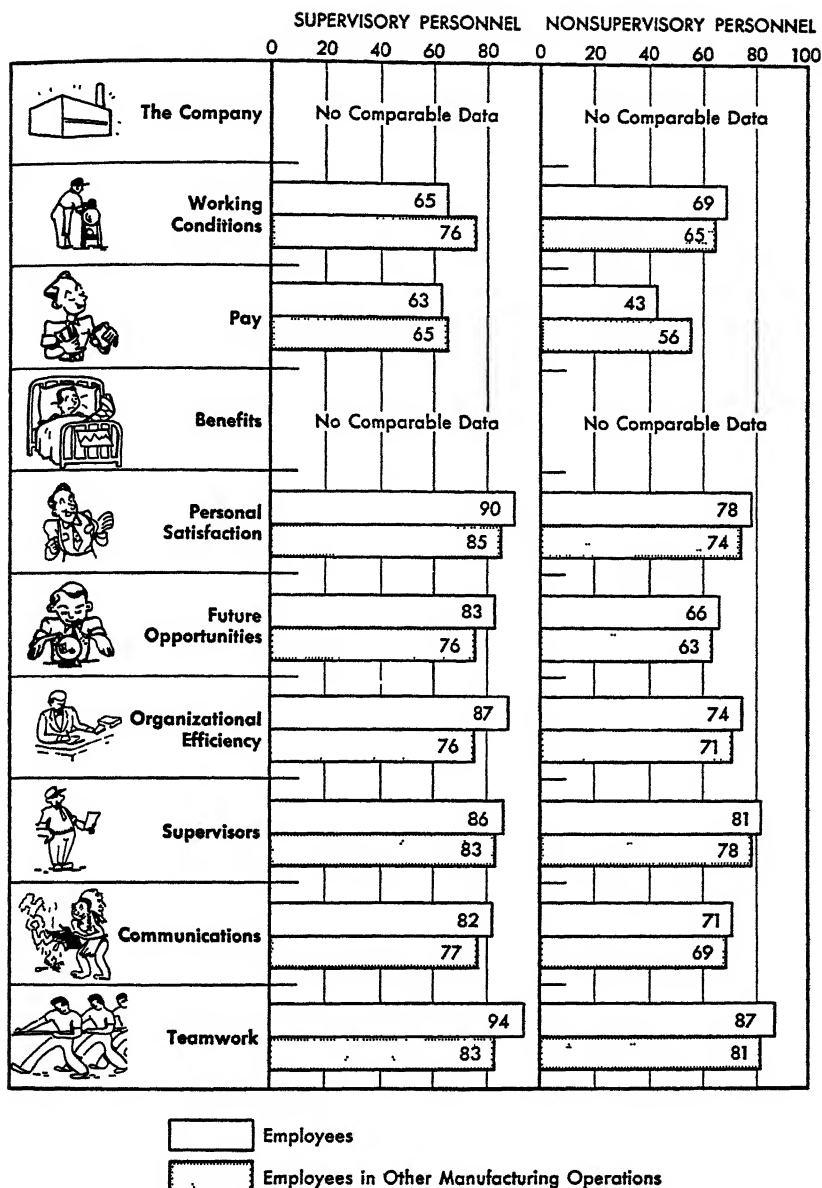 SUPERVISORY PERSONNEL NONSUPERVISORY PERSONNEL
0 20 40 60 80 0 20 40 60 80 100
The Company No Comparable Data No Comparable Data
Working
Conditions
65 69
76 65
Pay
63 43
65 56
Benefits No Comparable Data No Comparable Data
Personal
Satisfaction
90 78
85 74
Future
Opportunities
83 66
76 63
Organizational
Efficiency
87 74
76 71
Supervisors
86 81
83 78
Communications
82 71
77 69
Teamwork
94 87
83 81
Employees
Employees in Other Manufacturing Operations